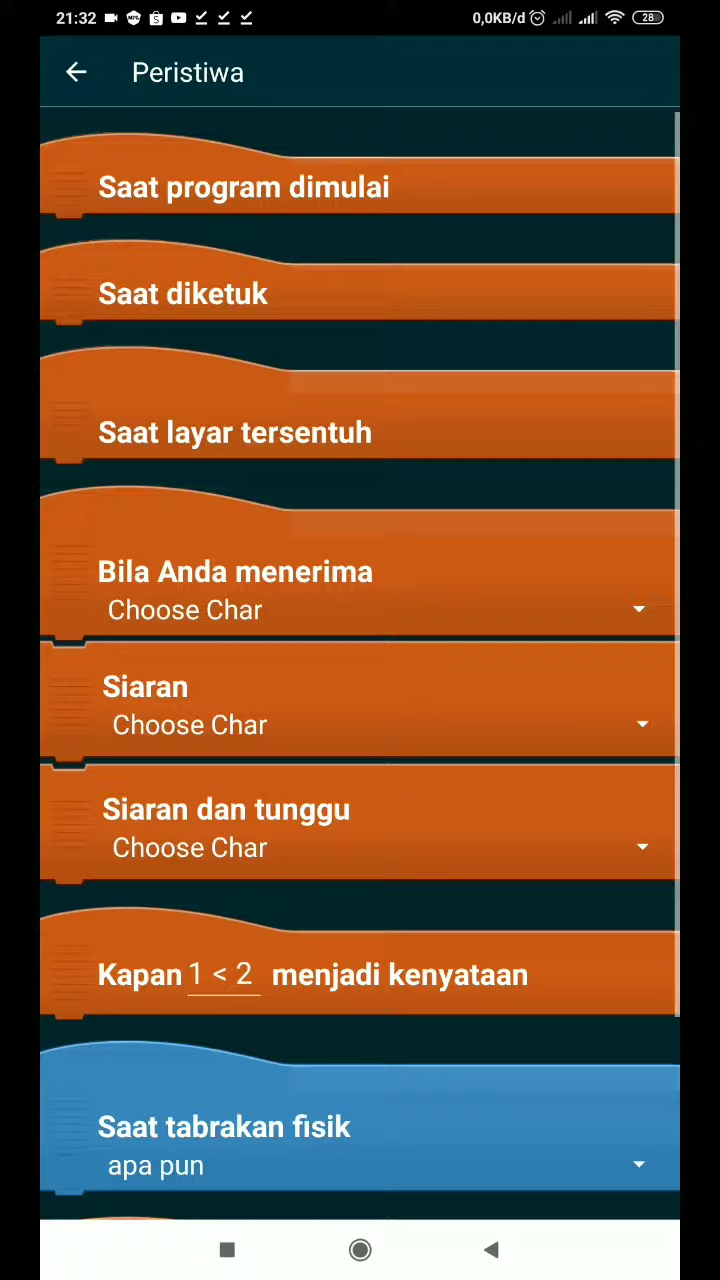 21:32 0,0KB/d 28
Peristiwa
Saat program dimulai
Saat diketuk
Saat layar tersentuh
Bila Anda menerima
Choose Char
Siaran
Choose Char
Siaran dan tunggu
Choose Char
Kapan 1 < 2 menjadi kenyataan
Saat tabrakan fisik
apa pun